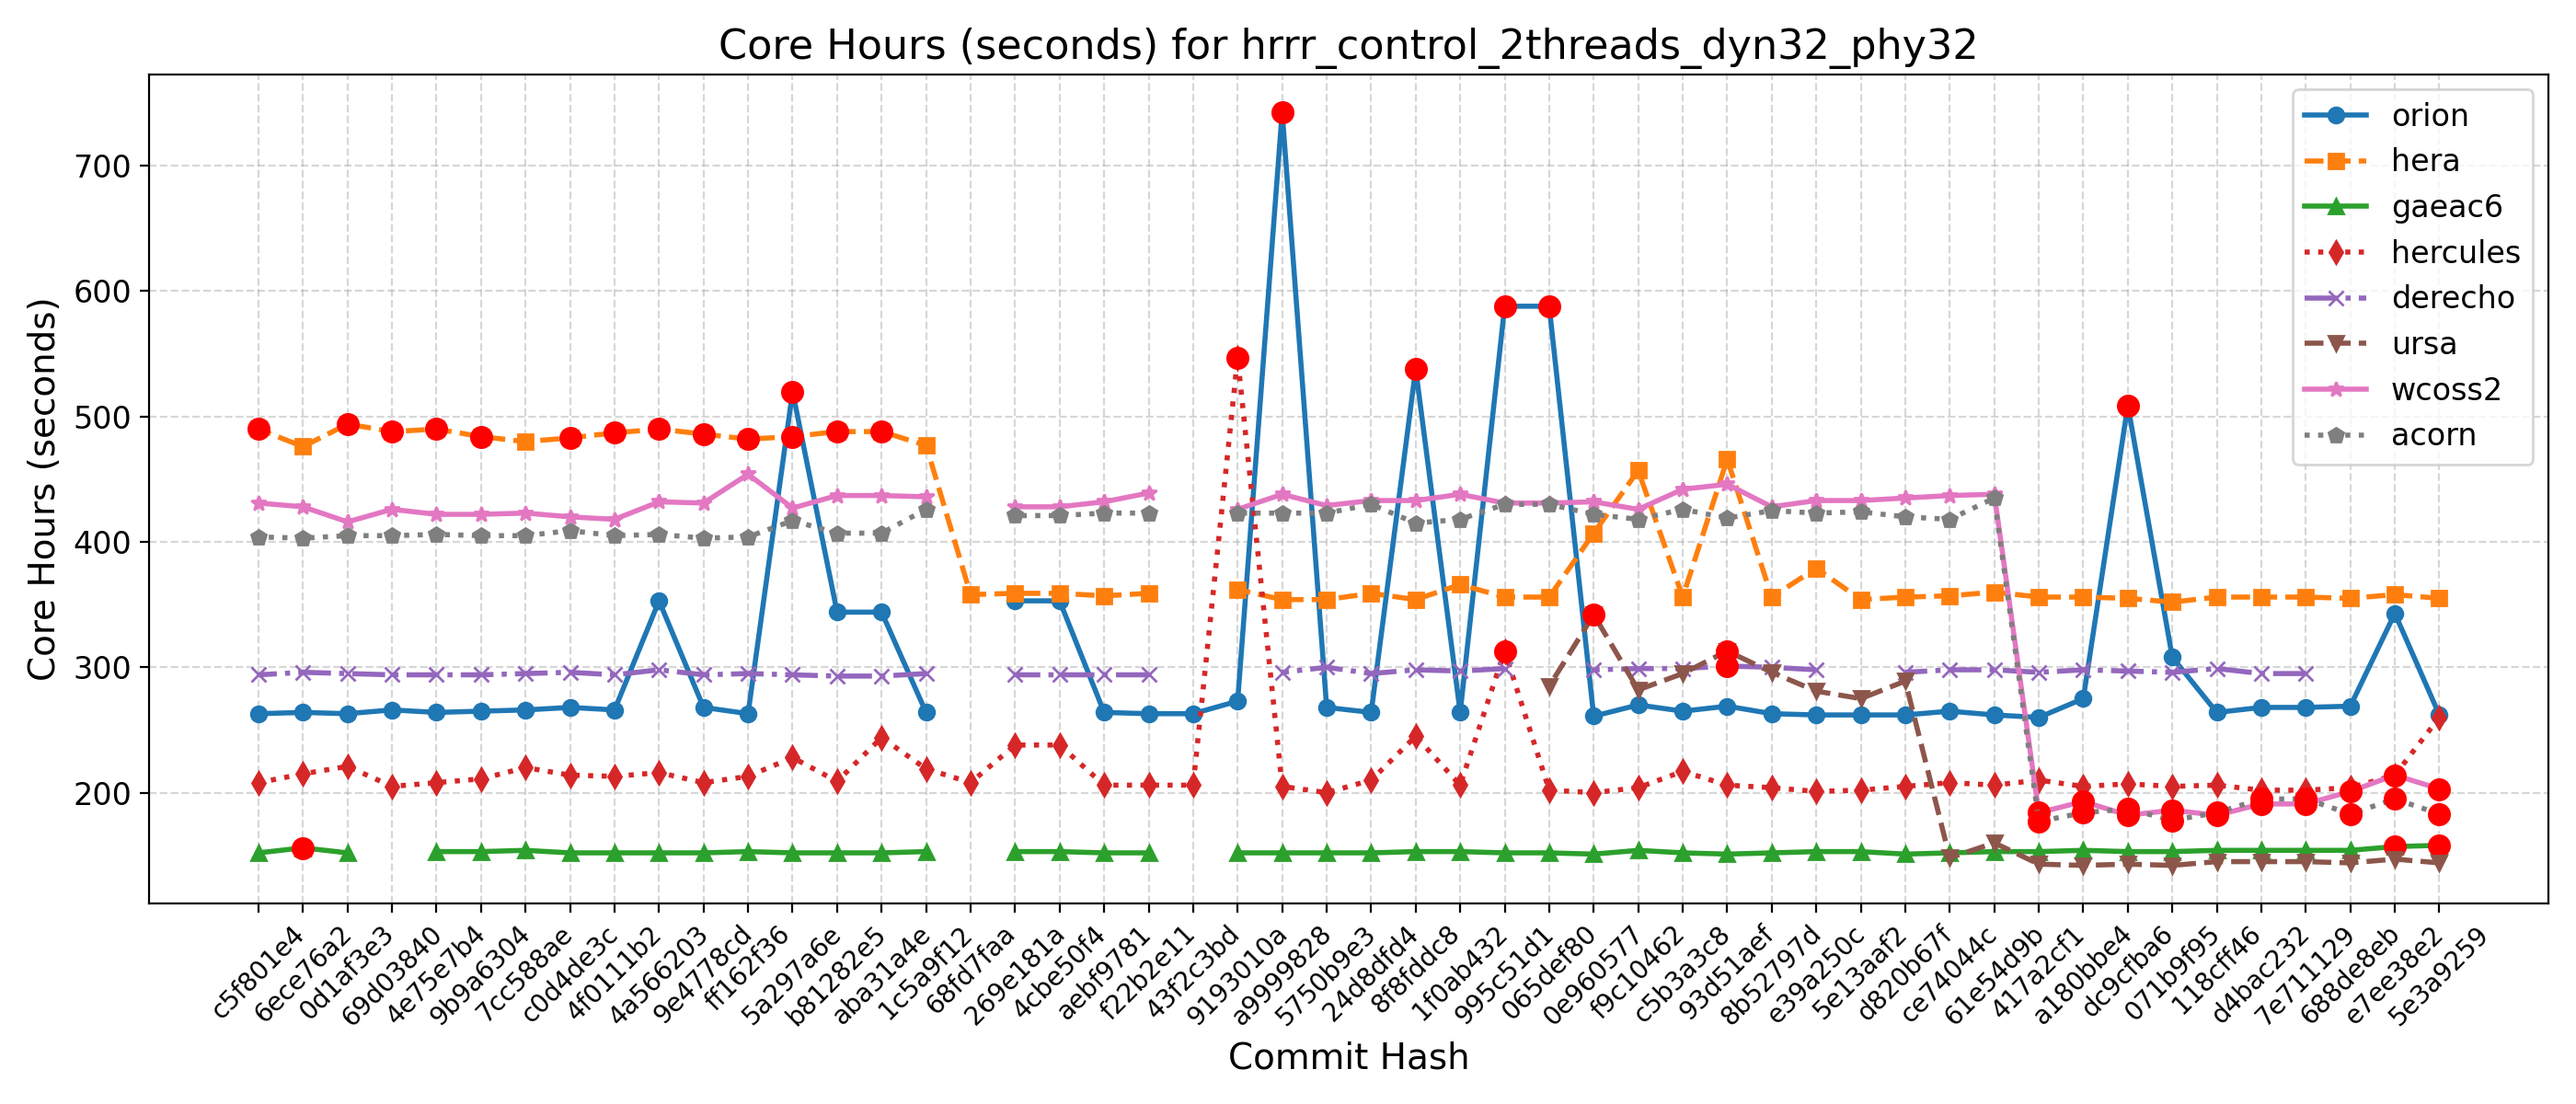 Core Hours (seconds) for hrrr_control_2threads_dyn32_phy32
Core Hours (seconds)
700
600
500
400
300
200
orion
hera
gaeac6
hercules
derecho
ursa
wcoss2
acorn
c5f801e4
6ece76a2
0d1af3e3
69d03840
4e75e7b4
9b9a6304
7cc588ae
c0d4de3c
4f0111b2
4a566203
9e4778cd
ff162f36
5a297a6e
b81282e5
aba31a4e
1c5a9f12
68fd7faa
269e181a
4cbe50f4
aebf9781
f22b2e11
43f2c3bd
9193010a
a9999828
5750b9e3
24d8dfd4
8f8fddc8
1f0ab432
995c51d1
065def80
0e960577
f9c10462
c5b3a3c8
93d51aef
8b52797d
e39a250c
5e13aaf2
d820b67f
ce74044c
61e54d9b
417a2cf1
a180bbe4
dc9cfba6
071b9f95
118cff46
d4bac232
7e711129
688de8eb
e7ee38e2
5e3a9259
Commit Hash